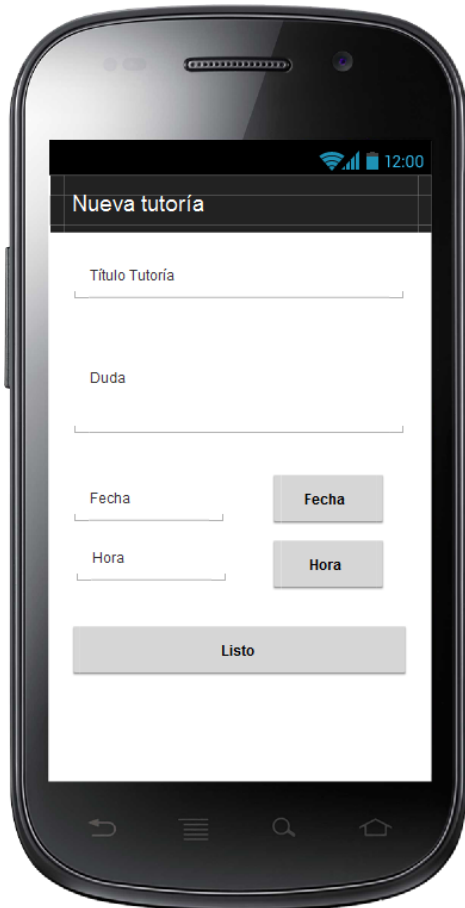 12:00
Nueva tutoría
Título Tutoría
Duda
Fecha
Fecha
Hora
Hora
Listo